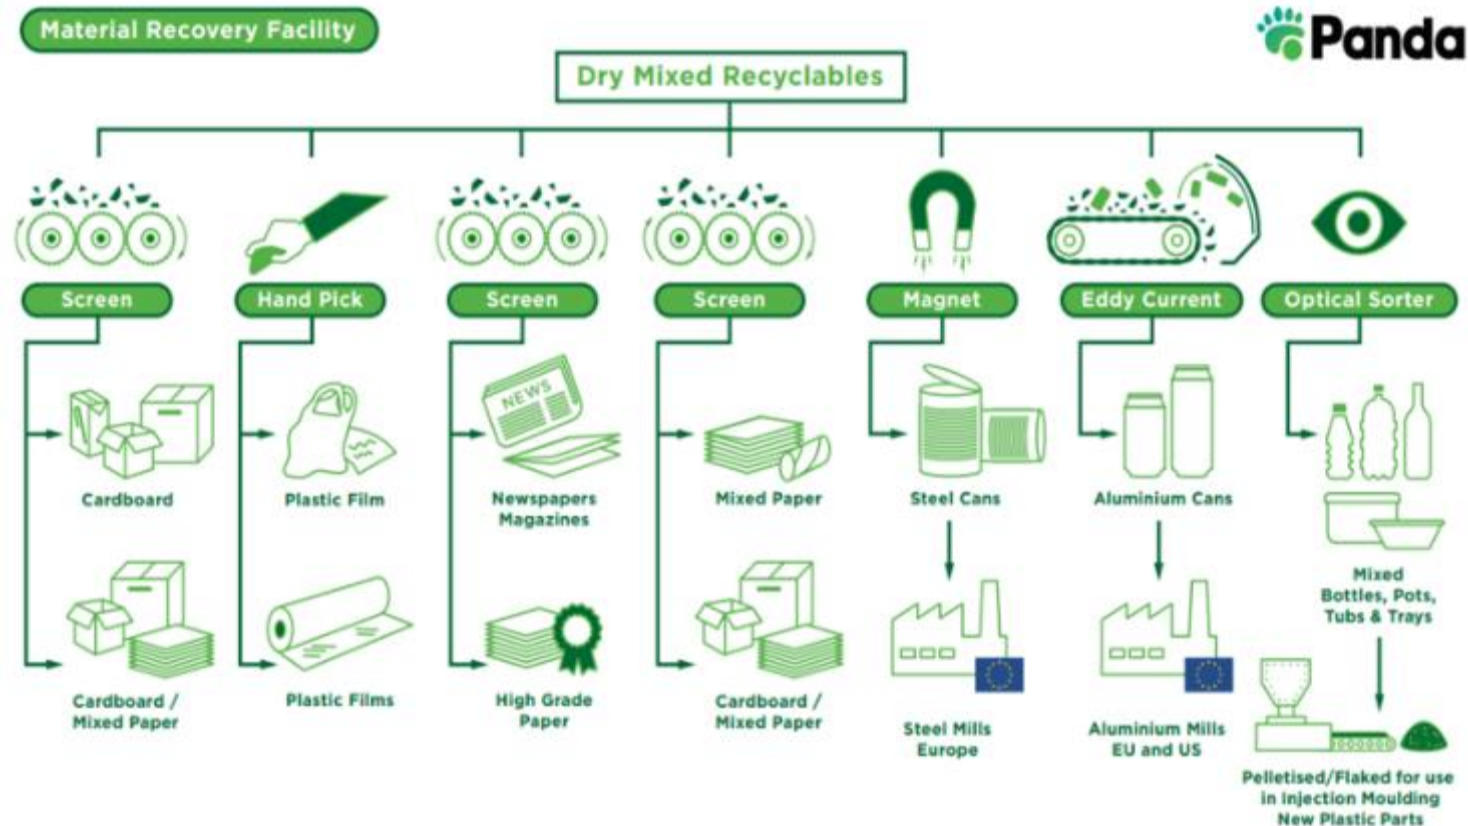 Material Recovery Facility
Panda
Dry Mixed Recyclables
Screen
Hand Pick
Screen
Screen
Magnet
Eddy Current
Optical Sorter
NEWS
Cardboard
Plastic Film
Newspapers
Magazines
Mixed Paper
Steel Cans
Aluminium Cans
Mixed
Bottles, Pots,
Tubs & Trays
Cardboard /
Mixed Paper
Plastic Films
High Grade
Paper
Cardboard /
Mixed Paper
Steel Mills
Europe
Aluminium Mills
EU and US
Pelletised/Flaked for use
in Injection Moulding
New Plastic Parts